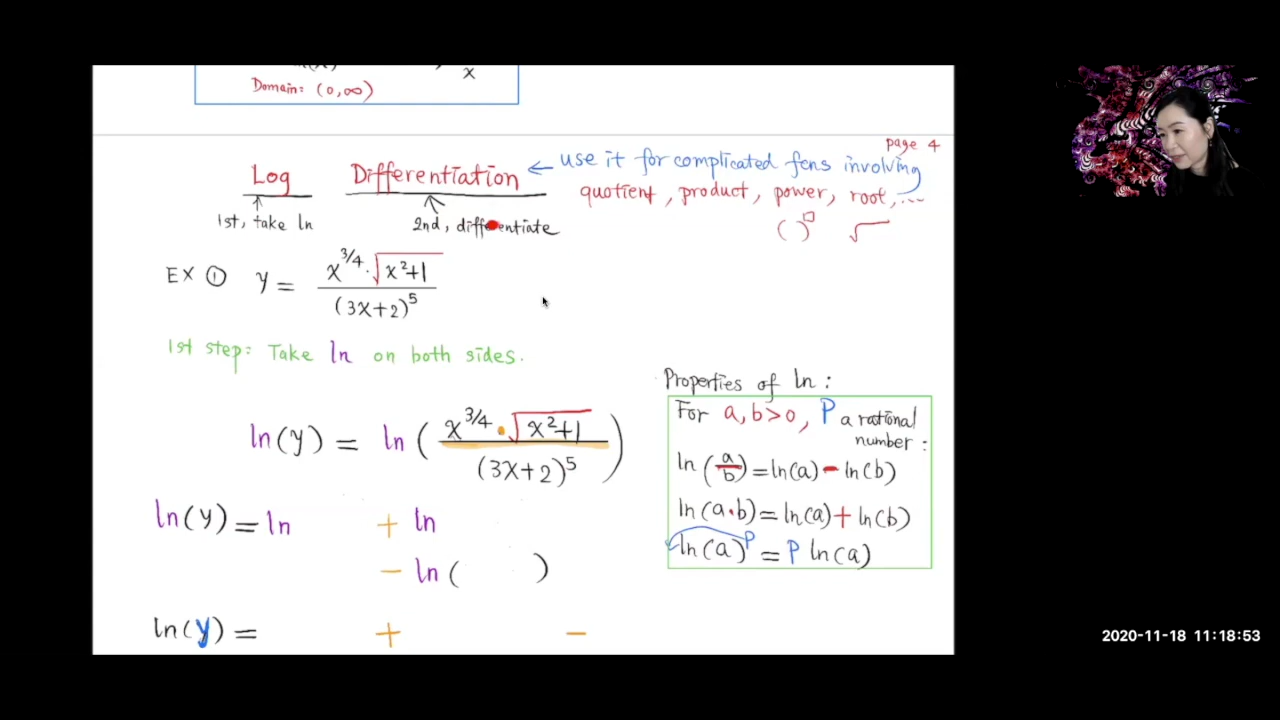 x
Domain: (0,∞)
page 4
Log Differentiation ← use it for complicated fcns involving
quotient, product, power, root, ...
1st, take ln 2nd, differentiate ( )^□ √
EX ① y = x^3/4 · √x²+1 / (3x+2)^5
1st step: Take ln on both sides.
ln(y) = ln ( x^3/4 · √x²+1 / (3x+2)^5 )
ln(y) = ln + ln
− ln ( )
ln(y) = + −
Properties of ln :
For a, b > 0, P a rational
number :
ln (a/b) = ln(a) − ln(b)
ln (a·b) = ln(a) + ln(b)
ln (a)^P = P ln(a)
2020-11-18 11:18:53